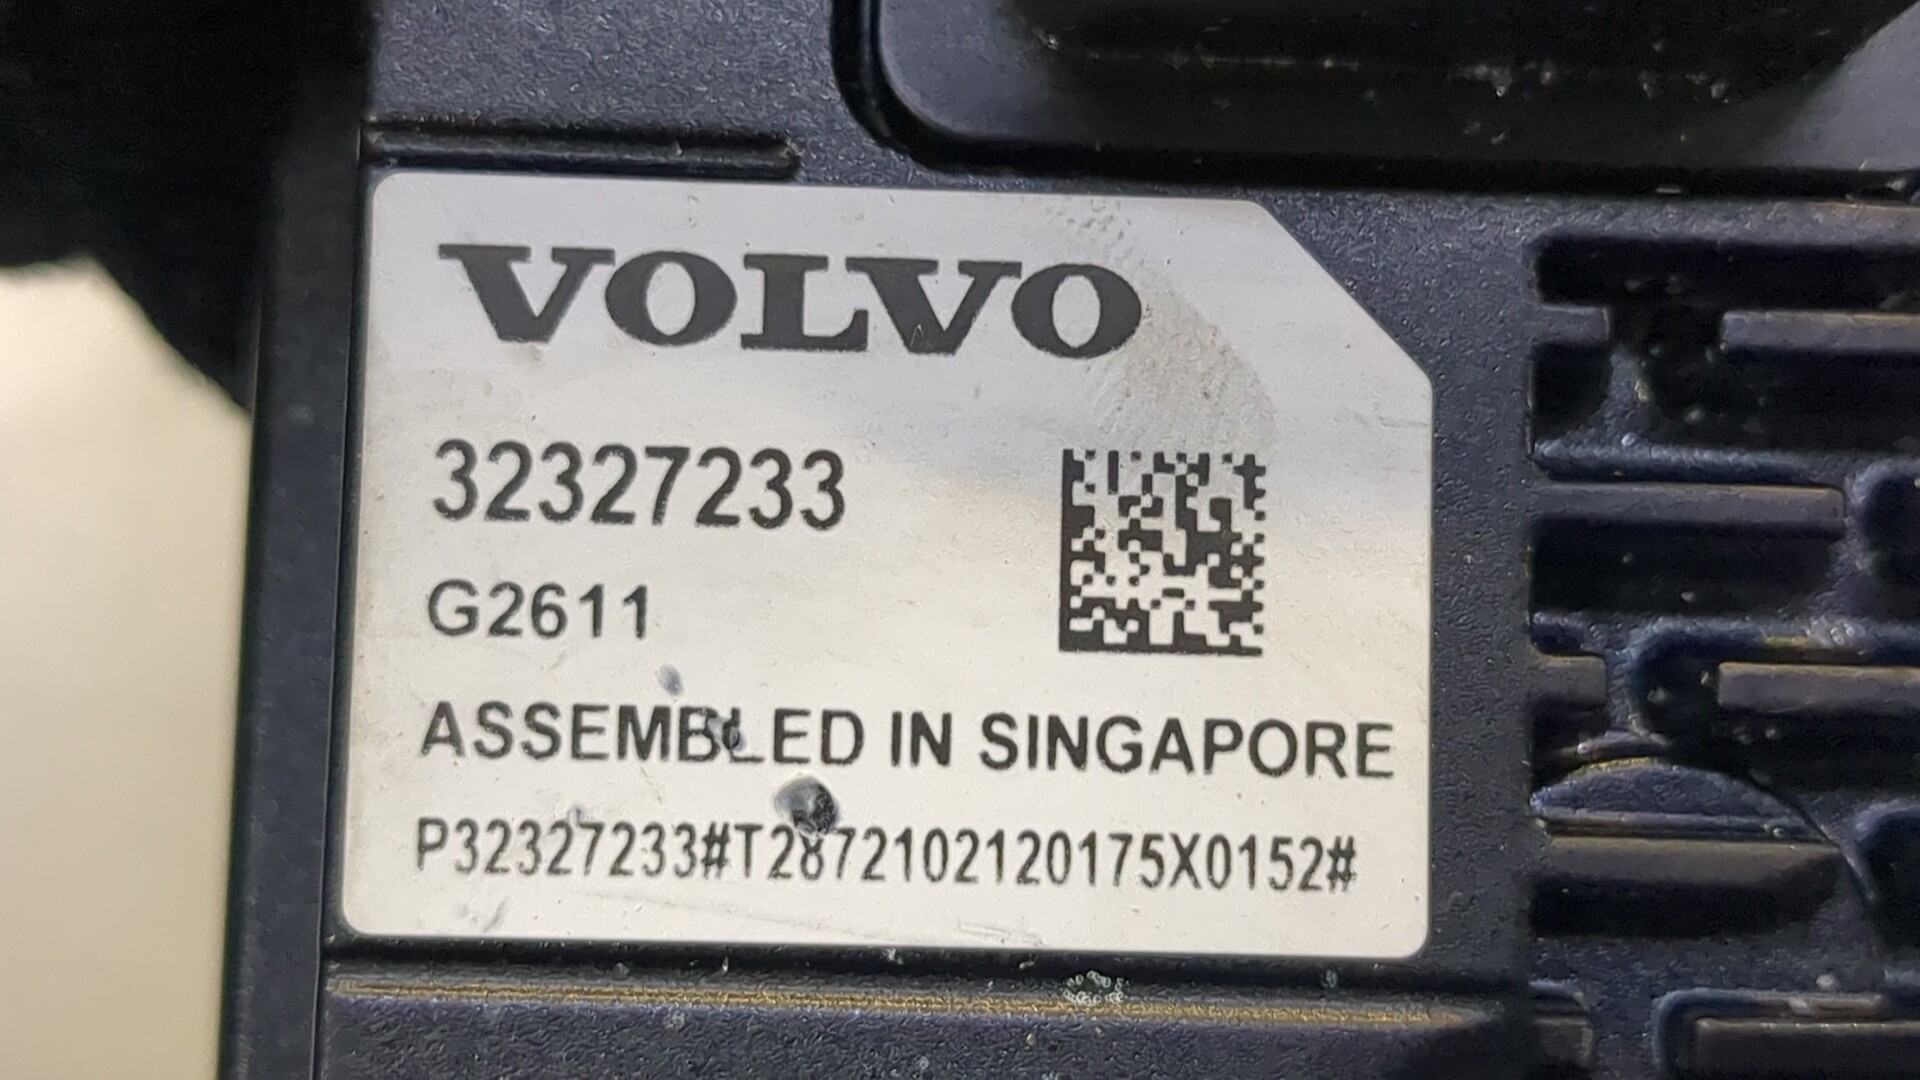 VOLVO
32327233
G2611
ASSEMBLED IN SINGAPORE
P32327233#T2872102120175X0152#